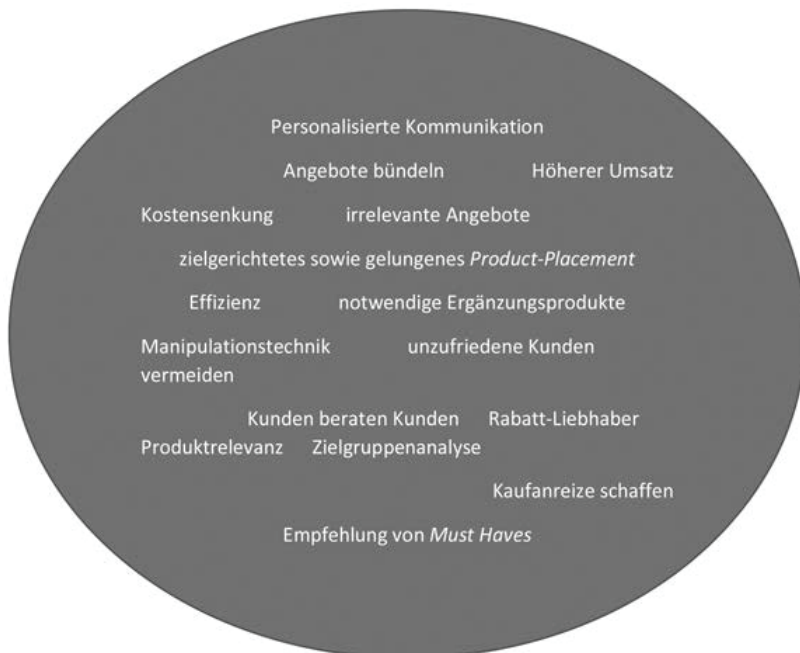 Personalisierte Kommunikation
Angebote bündeln Höherer Umsatz
Kostensenkung irrelevante Angebote
zielgerichtetes sowie gelungenes Product-Placement
Effizienz notwendige Ergänzungsprodukte
Manipulationstechnik unzufriedene Kunden
vermeiden
Kunden beraten Kunden Rabatt-Liebhaber
Produktrelevanz Zielgruppenanalyse
Kaufanreize schaffen
Empfehlung von Must Haves